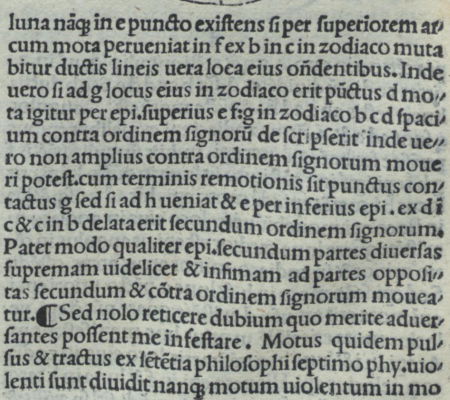 luna nãq̃ in e puncto existens si per superiorem ar⸗
cum mota perueniat in f ex b in c in zodiaco muta
bitur ductis lineis uera loca eius oñdentibus. Inde
uero si ad g locus eius in zodiaco erit pũctus d mo⸗
ta igitur per epi.superius e f:g in zodiaco b c d spaci⸗
um contra ordinem signorũ de scripserit inde ue⸗
ro non amplius contra ordinem signorum moue
ri potest.cum terminis remotionis sit punctus con⸗
tactus g sed si ad h ueniat & e per inferius epi. ex d ĩ
c & c in b delata erit secundum ordinem signorum.
Patet modo qualiter epi.secundum partes diuersas
supremam uidelicet & infimam ad partes opposi⸗
tas secundum & cõtra ordinem signorum mouea⸗
tur.¶ Sed nolo reticere dubium quo merite aduer⸗
santes possent me infestare. Motus quidem pul⸗
sus & tractus ex sẽtẽtia philosophi septimo phy.uio⸗
lenti sunt diuidit nanq̃ motum uiolentum in mo